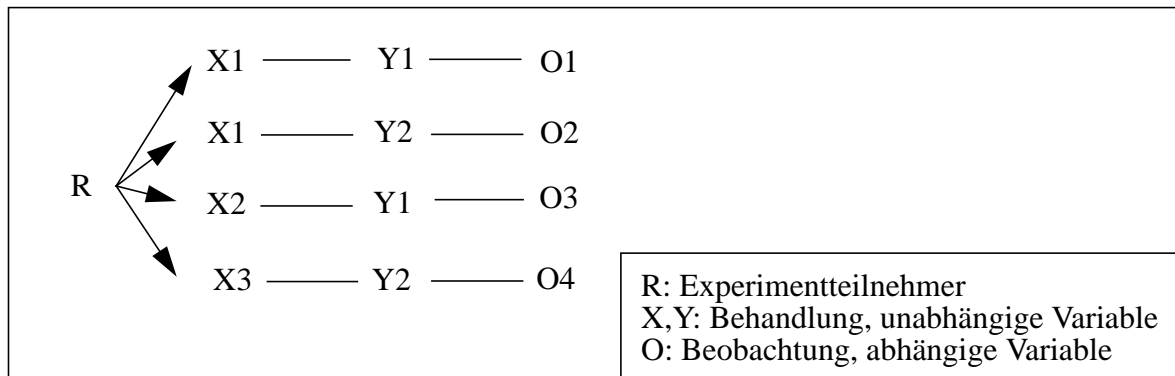 X1 Y1 O1
X1 Y2 O2
R
X2 Y1 O3
X3 Y2 O4
R: Experimentteilnehmer
X,Y: Behandlung, unabhängige Variable
O: Beobachtung, abhängige Variable